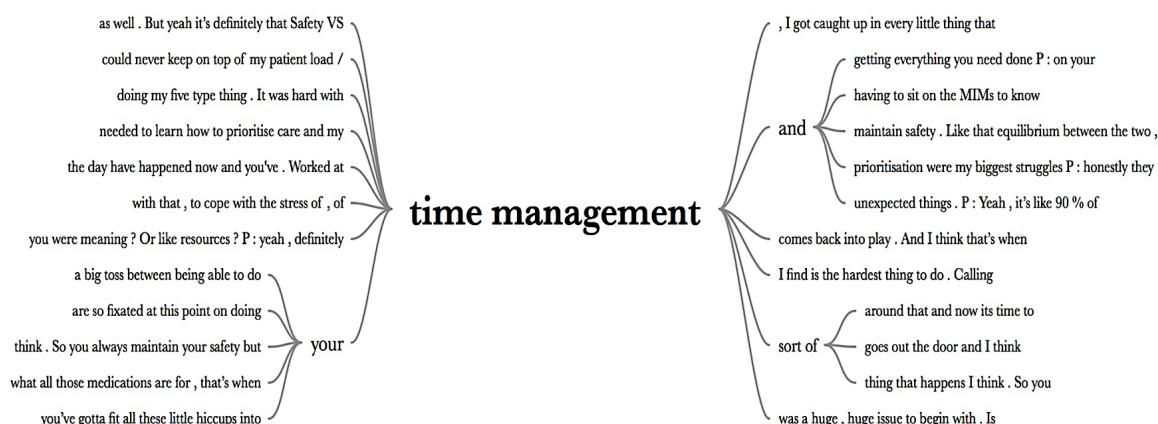 as well . But yeah it's definitely that Safety VS
could never keep on top of my patient load /
doing my five type thing . It was hard with
needed to learn how to prioritise care and my
the day have happened now and you've . Worked at
with that , to cope with the stress of , of
you were meaning ? Or like resources ? P : yeah , definitely
a big toss between being able to do
are so fixated at this point on doing
think . So you always maintain your safety but
what all those medications are for , that's when
you've gotta fit all these little hiccups into
your
time management
, I got caught up in every little thing that
and
getting everything you need done P : on your
having to sit on the MIMs to know
maintain safety . Like that equilibrium between the two ,
prioritisation were my biggest struggles P : honestly they
unexpected things . P : Yeah , it's like 90 % of
comes back into play . And I think that's when
I find is the hardest thing to do . Calling
sort of
around that and now its time to
goes out the door and I think
thing that happens I think . So you
was a huge , huge issue to begin with . Is